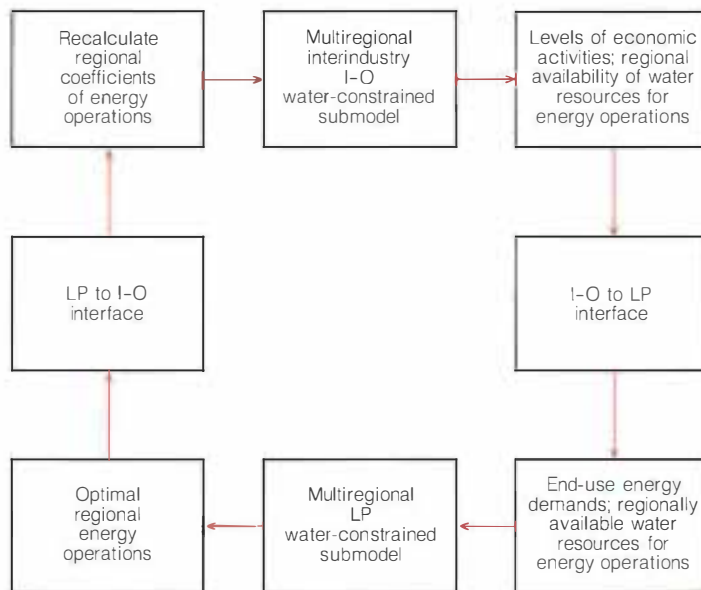 Recalculate
regional
coefficients
of energy
operations
Multiregional
interindustry
I–O
water-constrained
submodel
Levels of economic
activities; regional
availability of water
resources for
energy operations
LP to I–O
interface
I–O to LP
interface
Optimal
regional
energy
operations
Multiregional
LP
water-constrained
submodel
End-use energy
demands; regionally
available water
resources for
energy operations